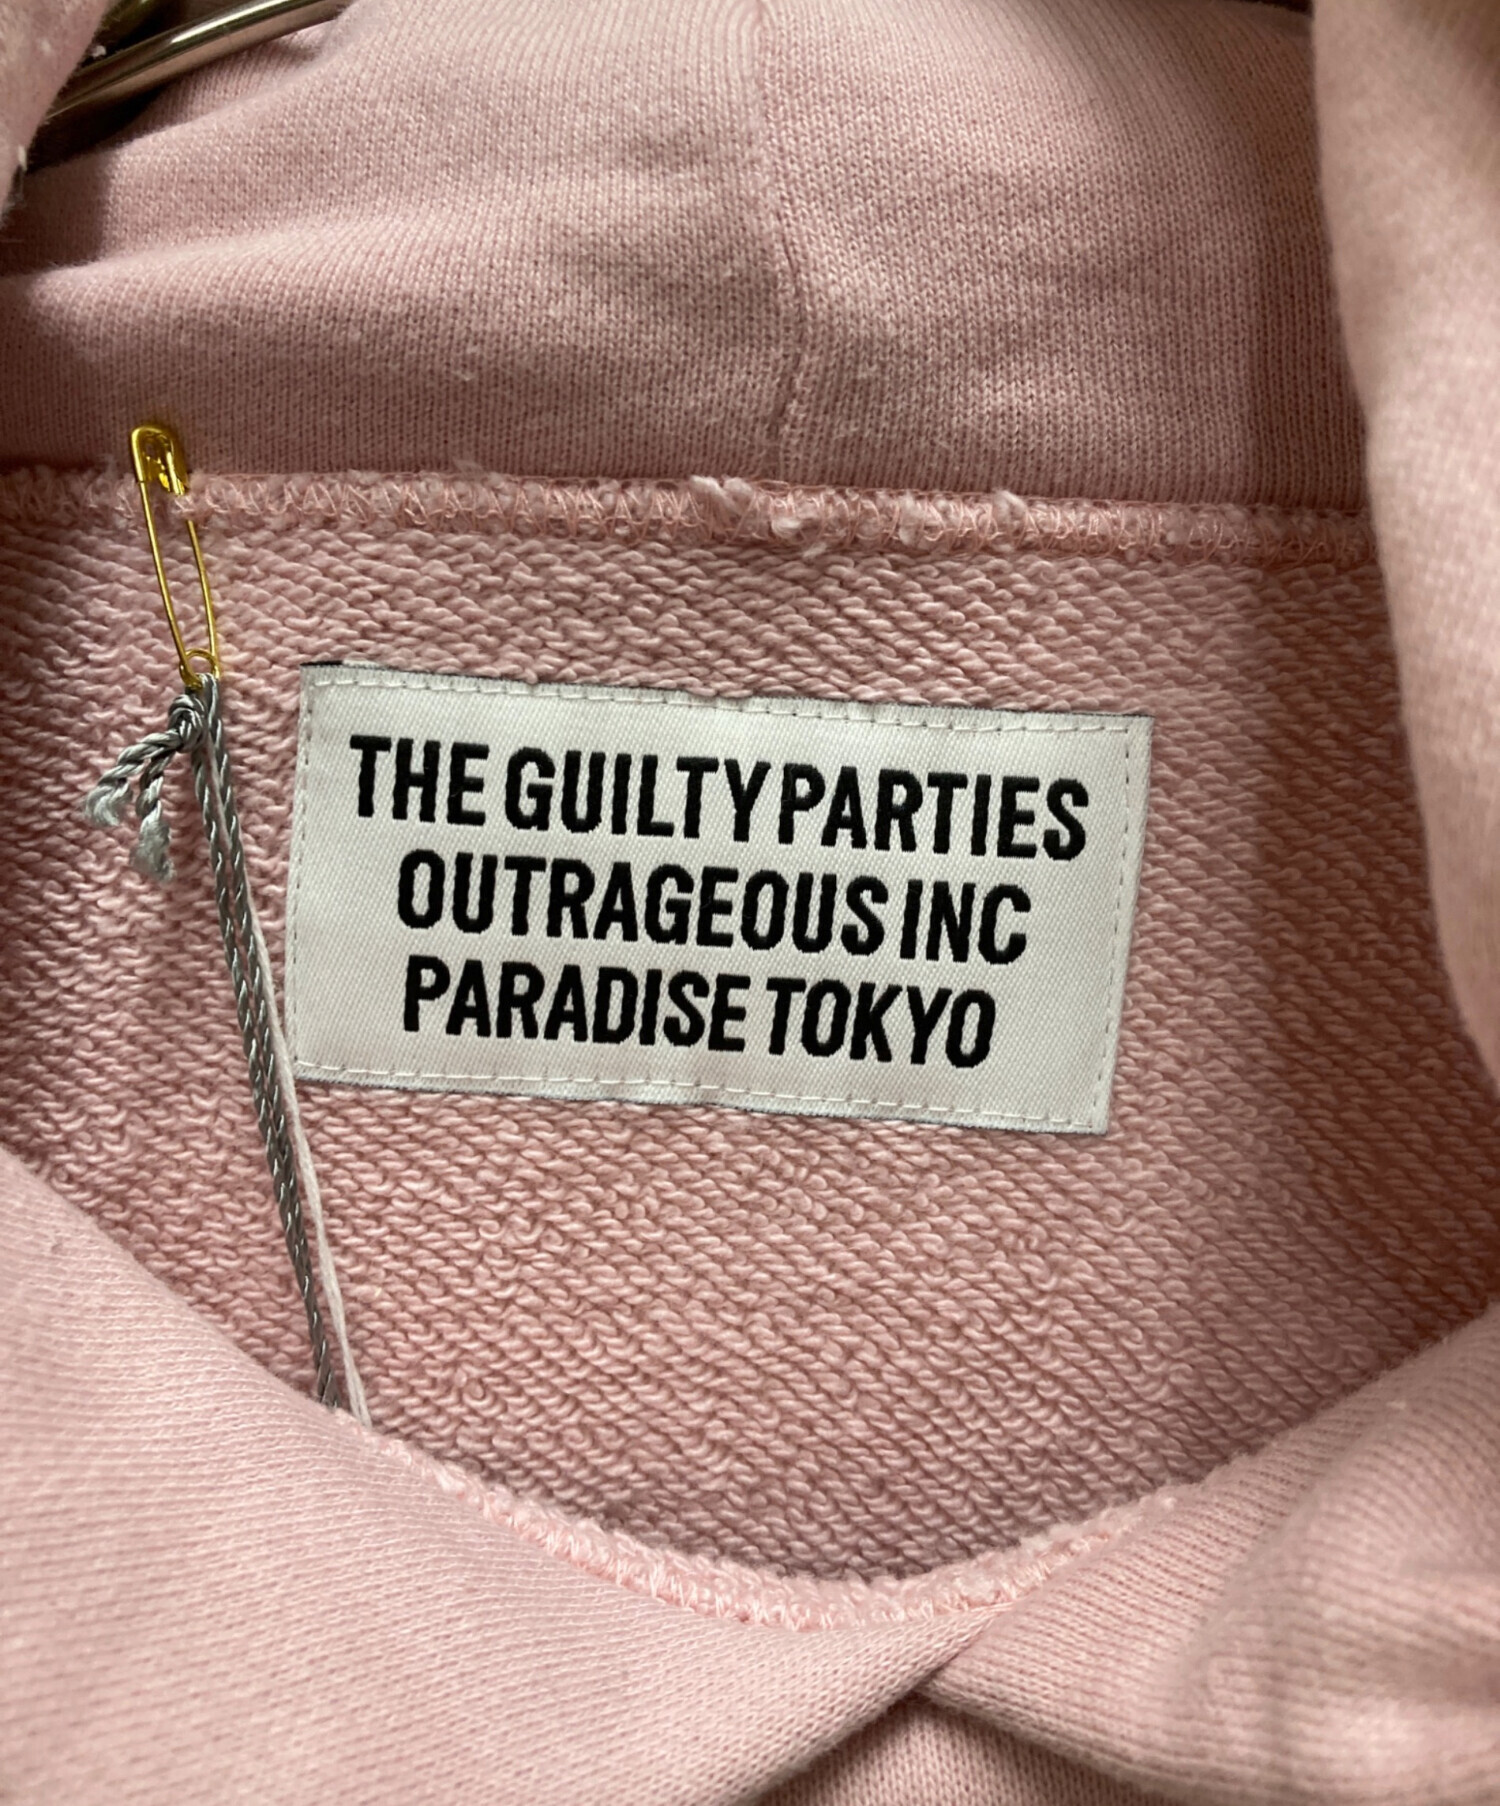 THE GUILTY PARTIES
OUTRAGEOUS INC
PARADISE TOKYO